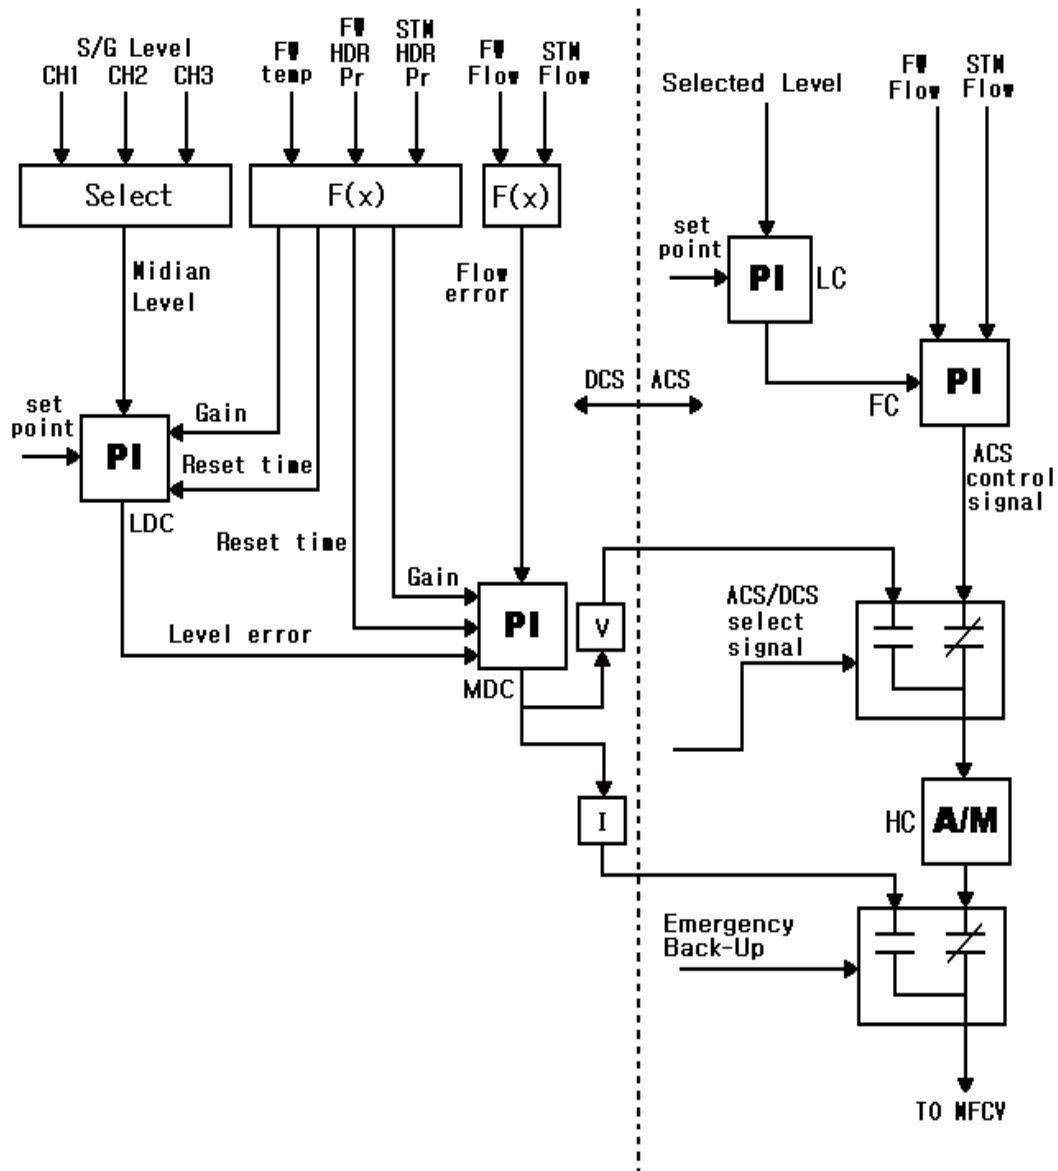 S/G Level
CH1 CH2 CH3
FW temp
FW HDR Pr
STM HDR Pr
FW Flow
STM Flow
Select
F(x)
F(x)
Midian
Level
Flow
error
set
point
PI
LDC
Gain
Reset time
Reset time
Gain
Level error
PI
MDC
V
I
DCS
ACS
Selected Level
FW
Flow
STM
Flow
set
point
PI
LC
PI
FC
ACS
control
signal
ACS/DCS
select
signal
HC
A/M
Emergency
Back-Up
TO MFCV